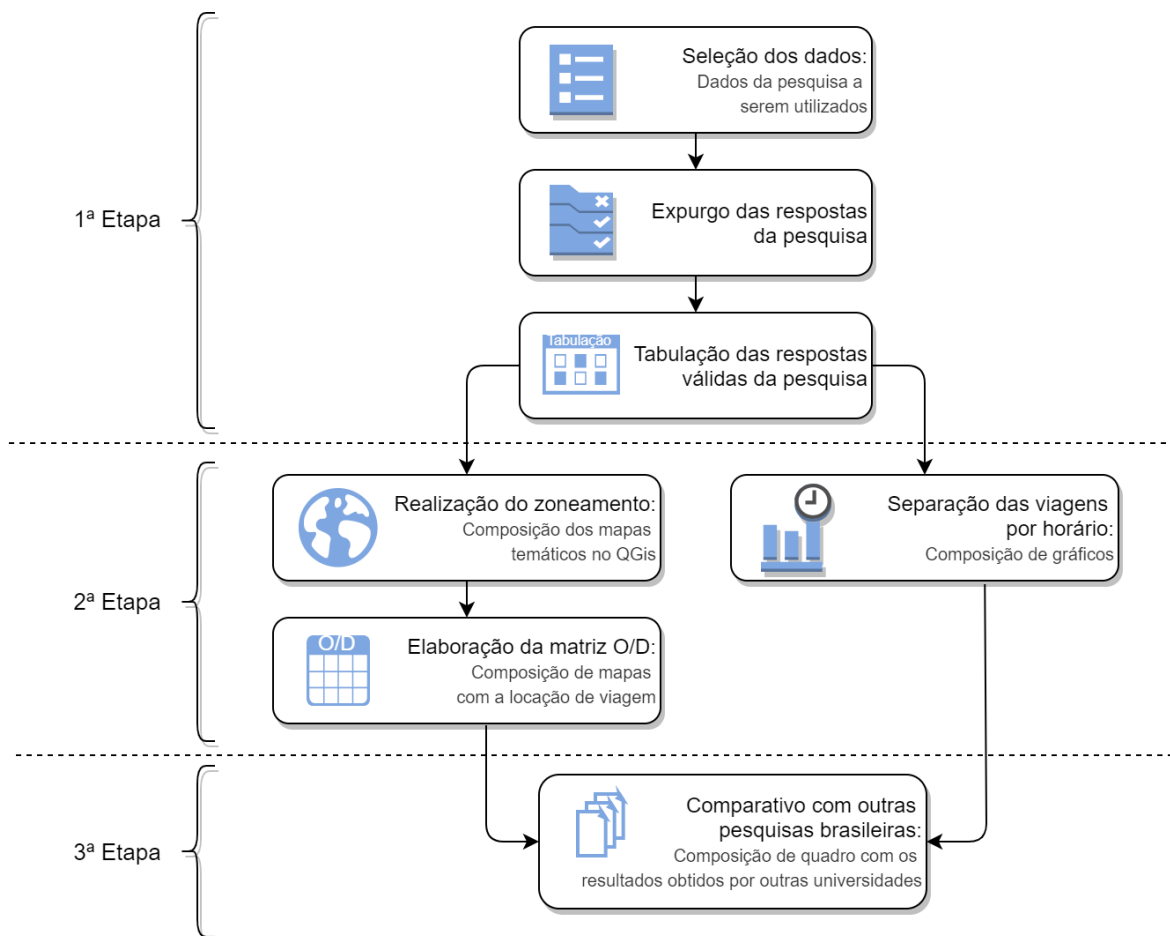 1ª Etapa
Seleção dos dados:
Dados da pesquisa a
serem utilizados
Expurgo das respostas
da pesquisa
Tabulação
Tabulação das respostas
válidas da pesquisa
2ª Etapa
Realização do zoneamento:
Composição dos mapas
temáticos no QGis
Separação das viagens
por horário:
Composição de gráficos
O/D
Elaboração da matriz O/D:
Composição de mapas
com a locação de viagem
3ª Etapa
Comparativo com outras
pesquisas brasileiras:
Composição de quadro com os
resultados obtidos por outras universidades